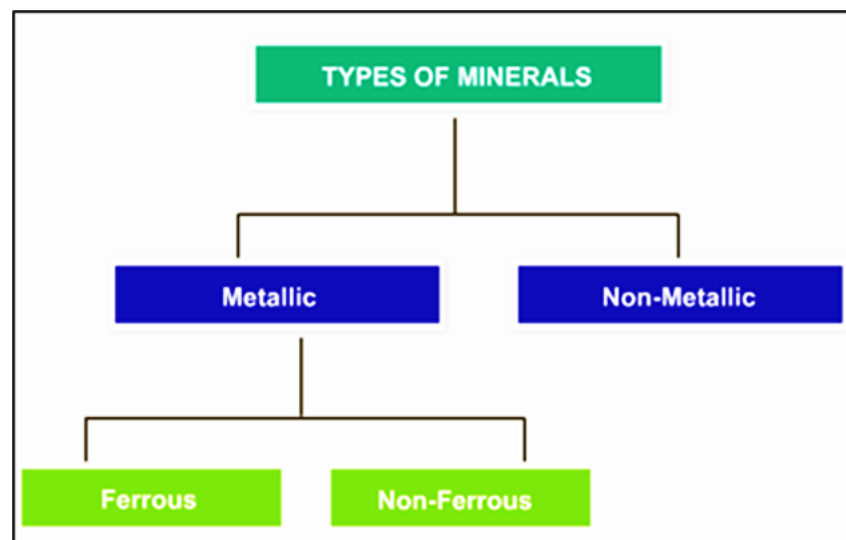 TYPES OF MINERALS
Metallic
Non-Metallic
Ferrous
Non-Ferrous